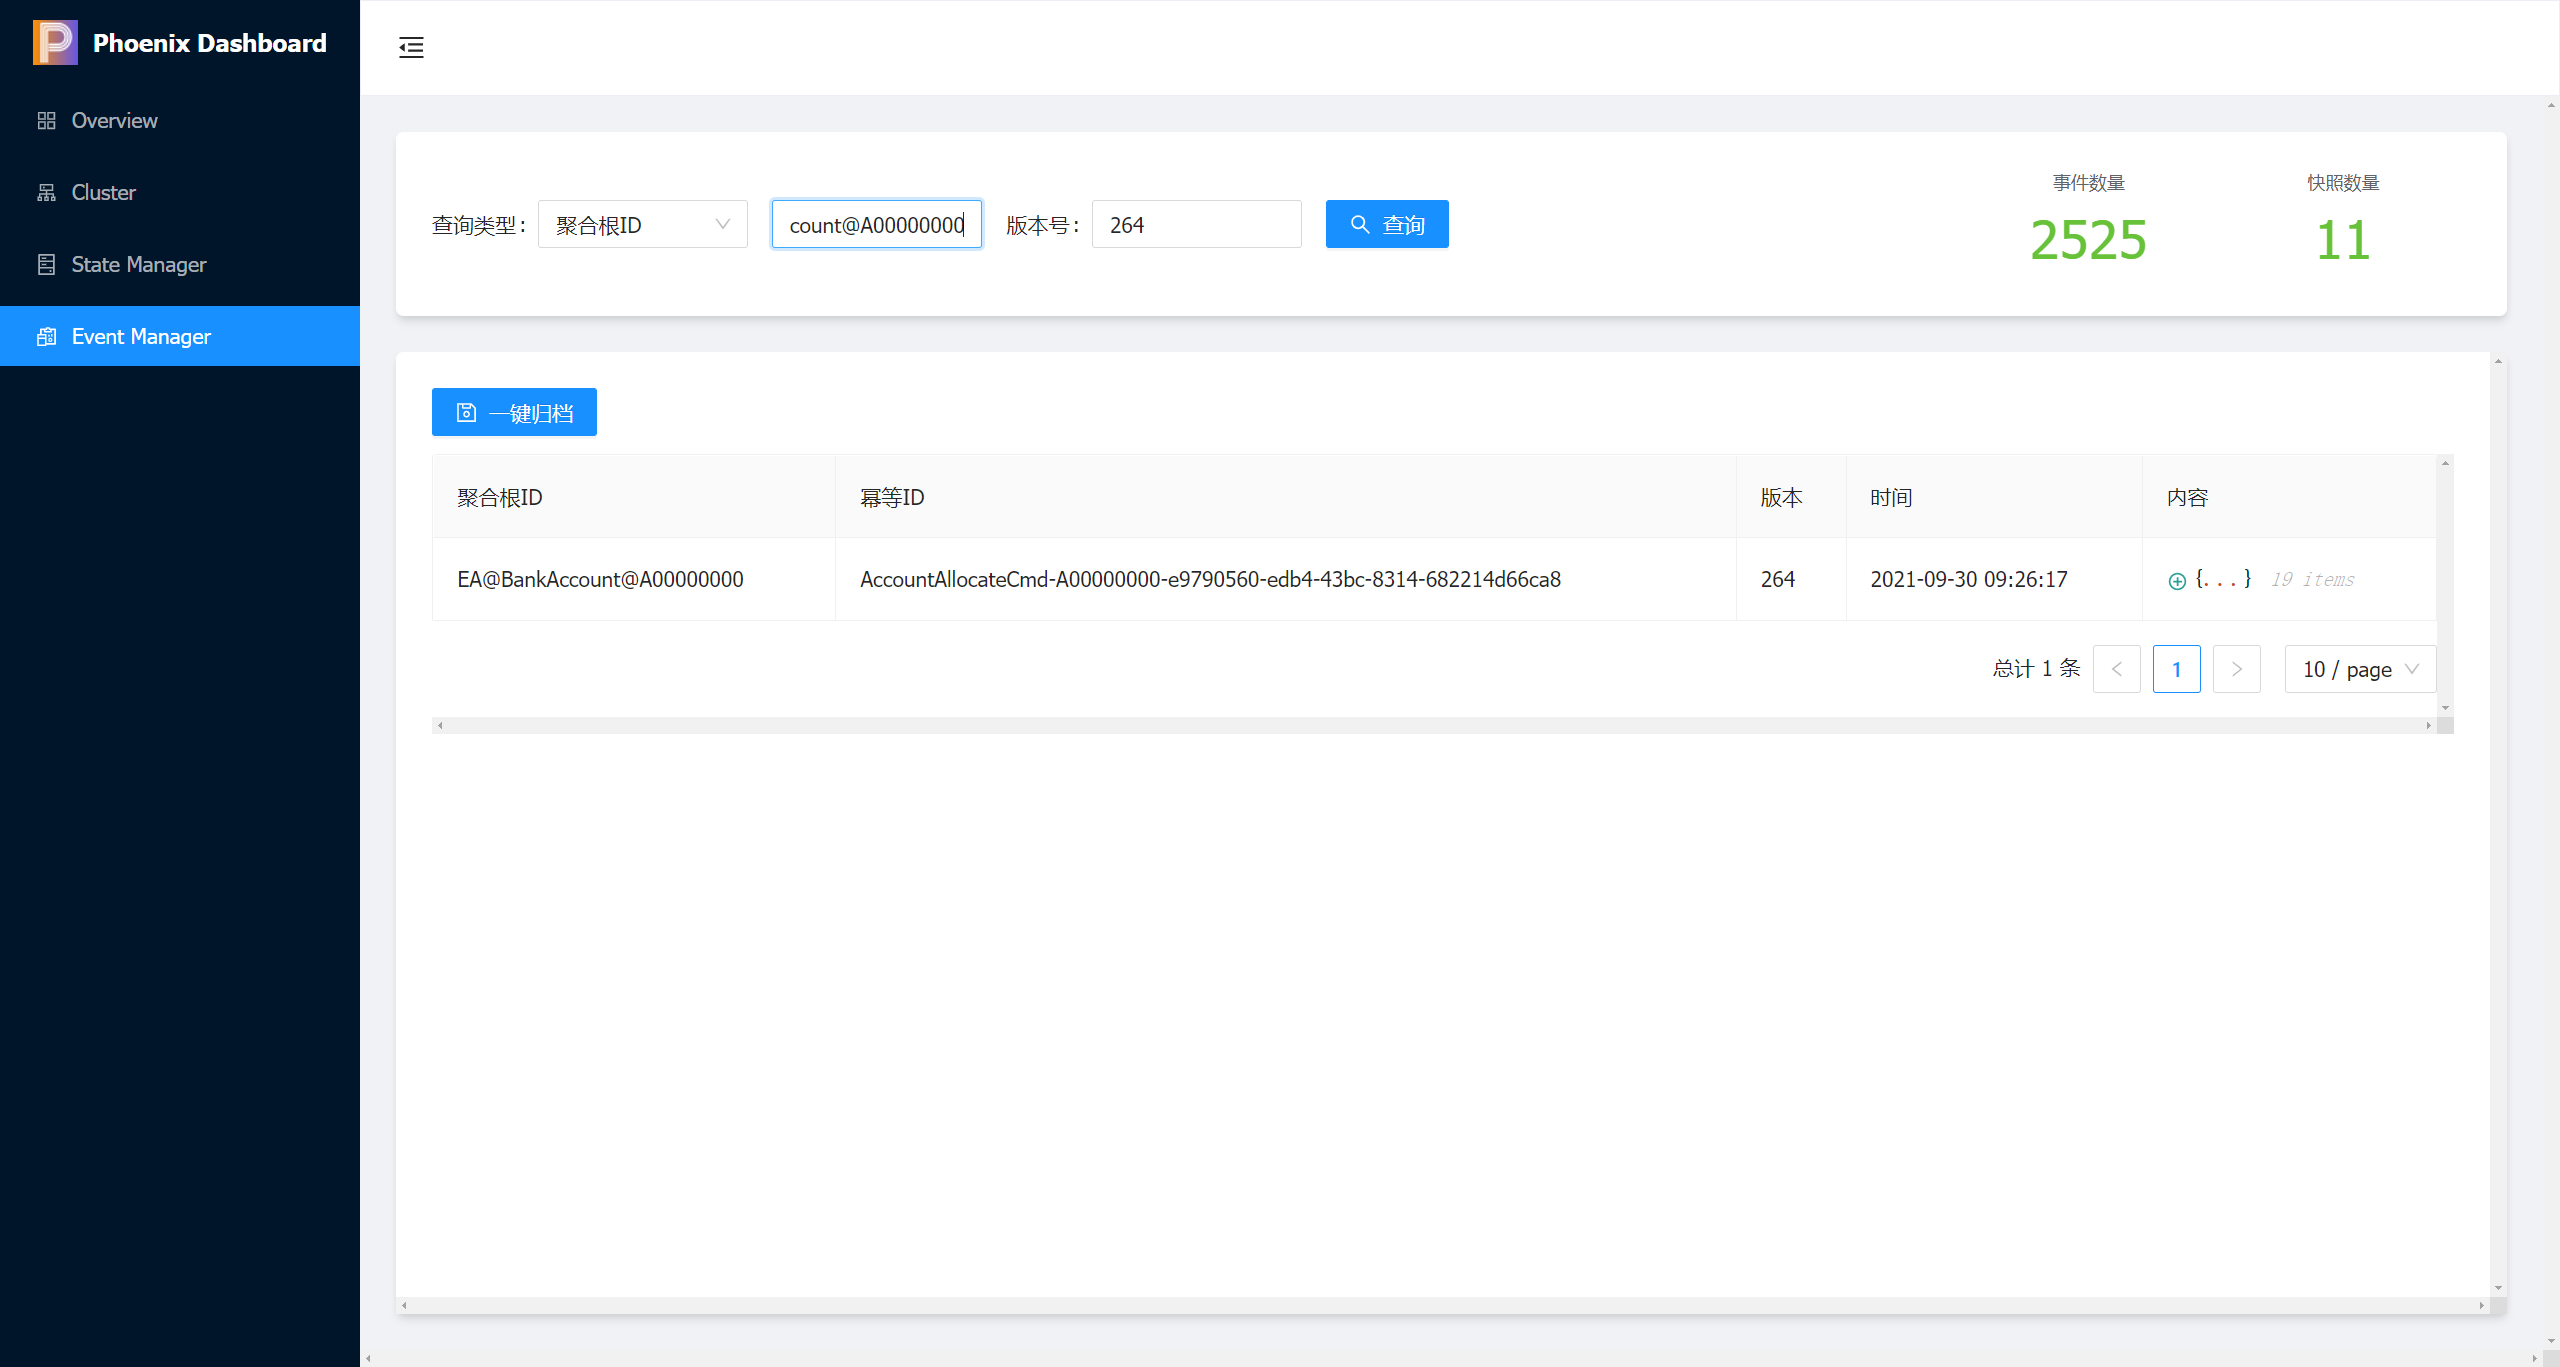 Phoenix Dashboard
Overview
Cluster
State Manager
Event Manager
查询类型: 聚合根ID count@A00000000 版本号: 264 查询
事件数量 快照数量
2525 11
一键归档
聚合根ID 幂等ID 版本 时间 内容
EA@BankAccount@A00000000 AccountAllocateCmd-A00000000-e9790560-edb4-43bc-8314-682214d66ca8 264 2021-09-30 09:26:17 {...} 19 items
总计 1 条 < 1 > 10 / page